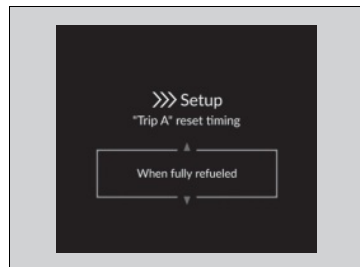 >>> Setup
"Trip A" reset timing
When fully refueled